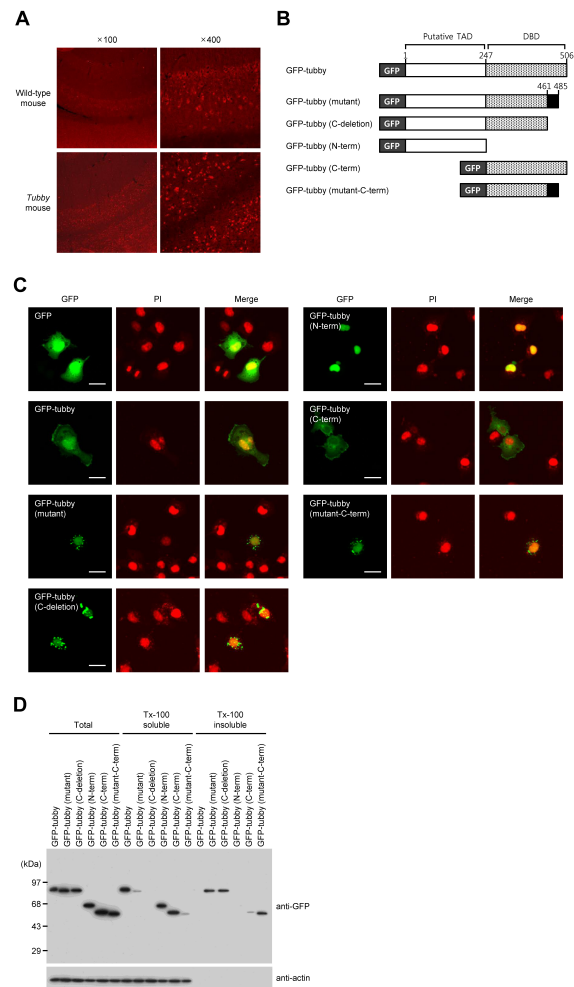 A
×100
×400
Wild-type
mouse
Tubby
mouse
B
Putative TAD
DBD
1
247
506
GFP-tubby
GFP
461 485
GFP-tubby (mutant)
GFP
GFP-tubby (C-deletion)
GFP
GFP-tubby (N-term)
GFP
GFP-tubby (C-term)
GFP
GFP-tubby (mutant-C-term)
GFP
C
GFP
PI
Merge
GFP
PI
Merge
GFP
GFP-tubby
(N-term)
GFP-tubby
GFP-tubby
(C-term)
GFP-tubby
(mutant)
GFP-tubby
(mutant-C-term)
GFP-tubby
(C-deletion)
D
Total
Tx-100
soluble
Tx-100
insoluble
GFP-tubby
GFP-tubby (mutant)
GFP-tubby (C-deletion)
GFP-tubby (N-term)
GFP-tubby (C-term)
GFP-tubby (mutant-C-term)
GFP-tubby
GFP-tubby (mutant)
GFP-tubby (C-deletion)
GFP-tubby (N-term)
GFP-tubby (C-term)
GFP-tubby (mutant-C-term)
GFP-tubby
GFP-tubby (mutant)
GFP-tubby (C-deletion)
GFP-tubby (N-term)
GFP-tubby (C-term)
GFP-tubby (mutant-C-term)
(kDa)
97
68
43
29
anti-GFP
anti-actin